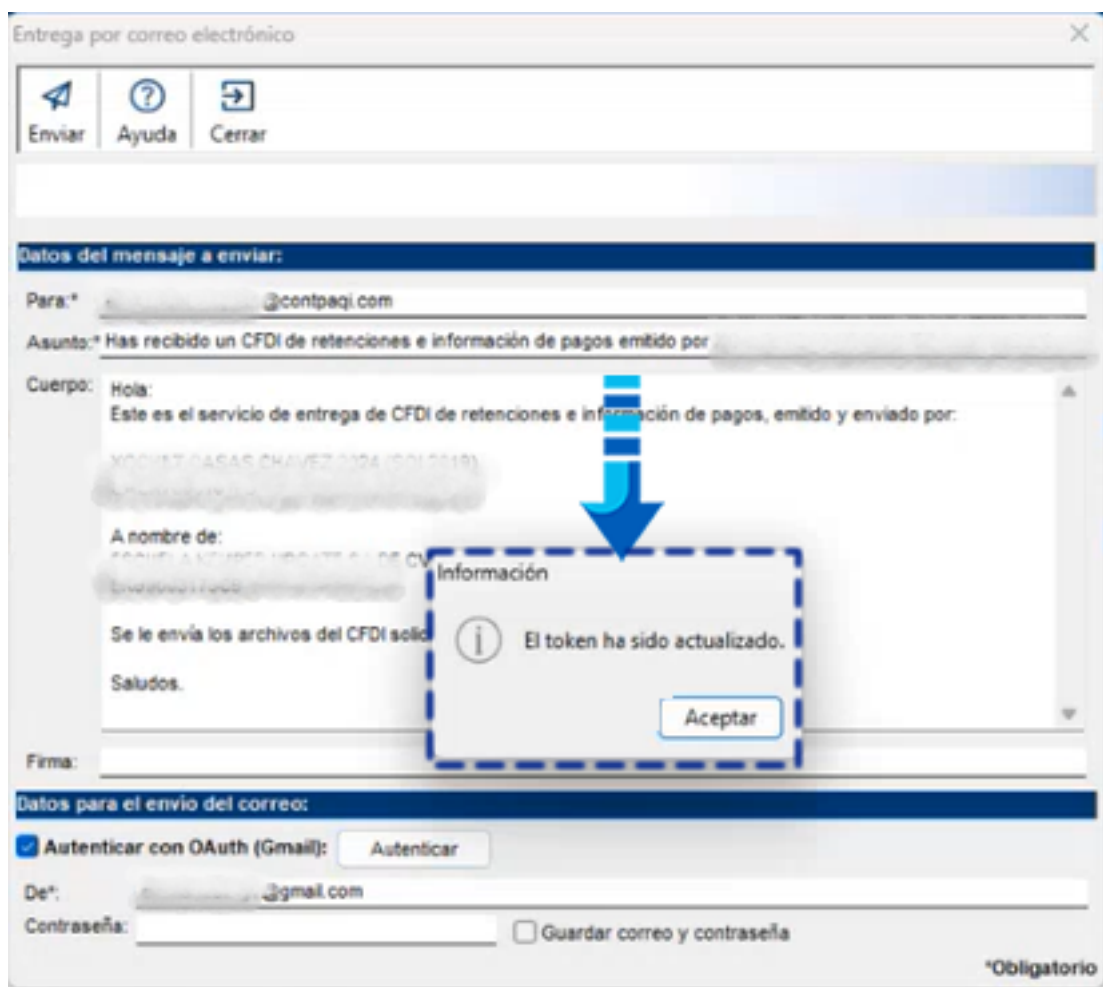 Entrega por correo electrónico
Enviar Ayuda Cerrar
Datos del mensaje a enviar:
Para:* @contpaqi.com
Asunto:* Has recibido un CFDI de retenciones e información de pagos emitido por
Cuerpo: Hola:
Este es el servicio de entrega de CFDI de retenciones e información de pagos, emitido y enviado por:
A nombre de:
Información
Se le envía los archivos del CFDI
El token ha sido actualizado.
Saludos.
Aceptar
Firma:
Datos para el envío del correo:
Autenticar con OAuth (Gmail): Autenticar
De*: @gmail.com
Contraseña: Guardar correo y contraseña
*Obligatorio